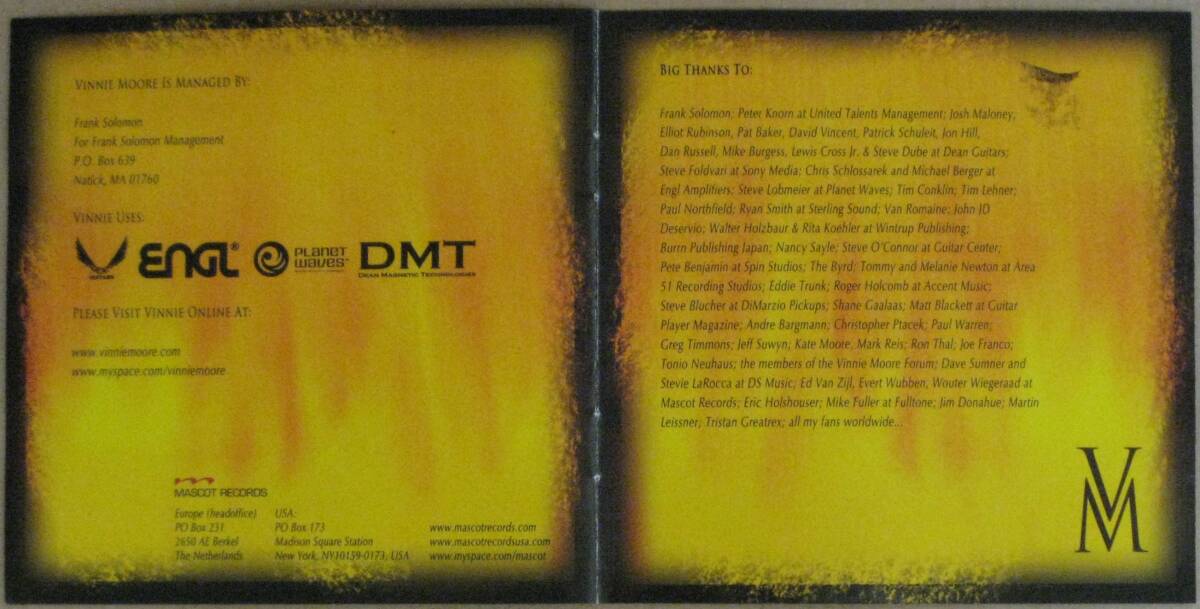 VINNIE MOORE IS MANAGED BY:
Frank Solomon
For Frank Solomon Management
P.O. Box 639
Natick, MA 01760
VINNIE USES:
ENGL®
PLANET WAVES™
DMT
DEAN MAGNETIC TECHNOLOGIES
PLEASE VISIT VINNIE ONLINE AT:
www.vinniemoore.com
www.myspace.com/vinniemoore
MASCOT RECORDS
Europe (headoffice)
PO Box 231
2650 AE Berkel
The Netherlands
USA:
PO Box 173
Madison Square Station
New York, NY10159-0173, USA
www.mascotrecords.com
www.mascotrecordsusa.com
www.myspace.com/mascot
BIG THANKS TO:
Frank Solomon; Peter Knorn at United Talents Management; Josh Maloney,
Elliot Rubinson, Pat Baker, David Vincent, Patrick Schuleit, Jon Hill,
Dan Russell, Mike Burgess, Lewis Cross Jr. & Steve Dube at Dean Guitars;
Steve Foldvari at Sony Media; Chris Schlossarek and Michael Berger at
Engl Amplifiers; Steve Lobmeier at Planet Waves; Tim Conklin; Tim Lehner;
Paul Northfield; Ryan Smith at Sterling Sound; Van Romaine; John JD
Deservio; Walter Holzbaur & Rita Koehler at Wintrup Publishing;
Burrn Publishing Japan; Nancy Sayle; Steve O'Connor at Guitar Center;
Pete Benjamin at Spin Studios; The Byrd; Tommy and Melanie Newton at Area
51 Recording Studios; Eddie Trunk; Roger Holcomb at Accent Music;
Steve Blucher at DiMarzio Pickups; Shane Gaalaas; Matt Blackett at Guitar
Player Magazine; Andre Bargmann; Christopher Ptacek; Paul Warren;
Greg Timmons; Jeff Suwyn, Kate Moore, Mark Reis; Ron Thal; Joe Franco;
Tonio Neuhaus; the members of the Vinnie Moore Forum; Dave Sumner and
Stevie LaRocca at DS Music; Ed Van Zijl, Evert Wubben, Wouter Wiegeraad at
Mascot Records; Eric Holshouser; Mike Fuller at Fulltone; Jim Donahue; Martin
Leissner; Tristan Greatrex; all my fans worldwide...
VM